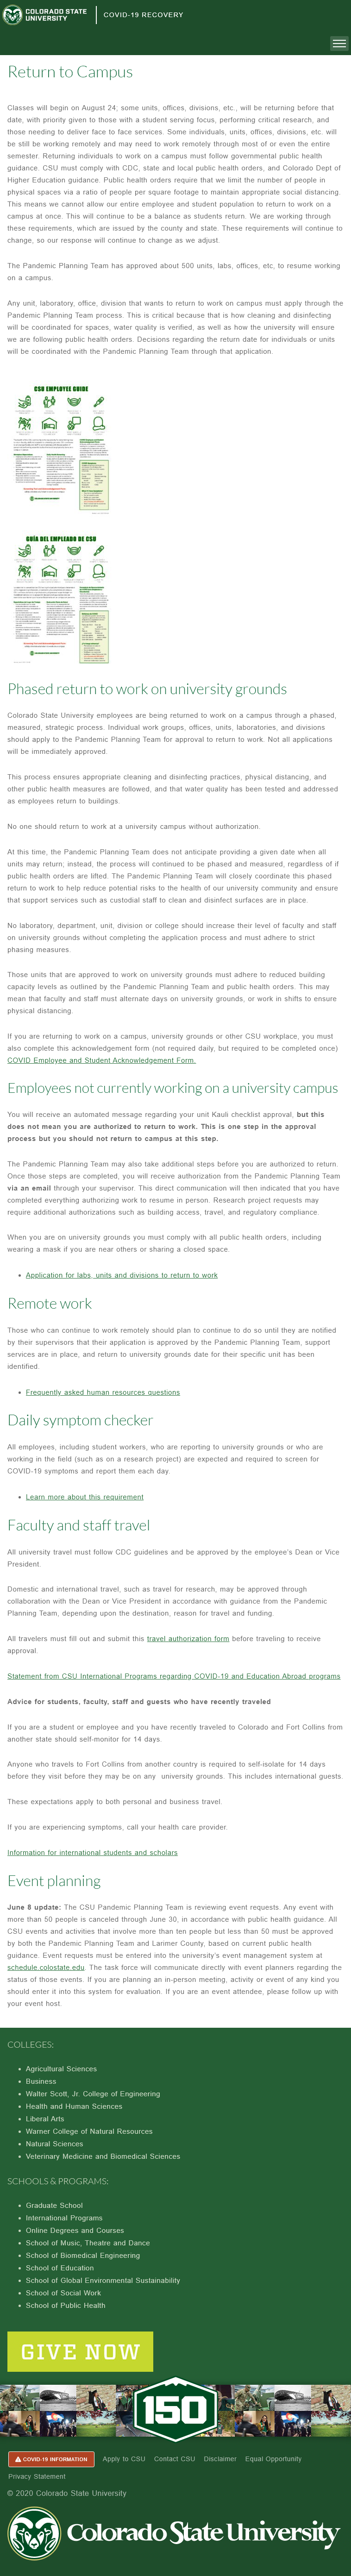 COLORADO STATE
UNIVERSITY
COVID-19 RECOVERY
Return to Campus
Classes will begin on August 24; some units, offices, divisions, etc., will be returning before that
date, with priority given to those with a student serving focus, performing critical research, and
those needing to deliver face to face services. Some individuals, units, offices, divisions, etc. will
be still be working remotely and may need to work remotely through most of or even the entire
semester. Returning individuals to work on a campus must follow governmental public health
guidance. CSU must comply with CDC, state and local public health orders, and Colorado Dept of
Higher Education guidance. Public health orders require that we limit the number of people in
physical spaces via a ratio of people per square footage to maintain appropriate social distancing.
This means we cannot allow our entire employee and student population to return to work on a
campus at once. This will continue to be a balance as students return. We are working through
these requirements, which are issued by the county and state. These requirements will continue to
change, so our response will continue to change as we adjust.
The Pandemic Planning Team has approved about 500 units, labs, offices, etc, to resume working
on a campus.
Any unit, laboratory, office, division that wants to return to work on campus must apply through the
Pandemic Planning Team process. This is critical because that is how cleaning and disinfecting
will be coordinated for spaces, water quality is verified, as well as how the university will ensure
we are following public health orders. Decisions regarding the return date for individuals or units
will be coordinated with the Pandemic Planning Team through that application.
CSU EMPLOYEE GUIDE
GUÍA DEL EMPLEADO DE CSU
Phased return to work on university grounds
Colorado State University employees are being returned to work on a campus through a phased,
measured, strategic process. Individual work groups, offices, units, laboratories, and divisions
should apply to the Pandemic Planning Team for approval to return to work. Not all applications
will be immediately approved.
This process ensures appropriate cleaning and disinfecting practices, physical distancing, and
other public health measures are followed, and that water quality has been tested and addressed
as employees return to buildings.
No one should return to work at a university campus without authorization.
At this time, the Pandemic Planning Team does not anticipate providing a given date when all
units may return; instead, the process will continued to be phased and measured, regardless of if
public health orders are lifted. The Pandemic Planning Team will closely coordinate this phased
return to work to help reduce potential risks to the health of our university community and ensure
that support services such as custodial staff to clean and disinfect surfaces are in place.
No laboratory, department, unit, division or college should increase their level of faculty and staff
on university grounds without completing the application process and must adhere to strict
phasing measures.
Those units that are approved to work on university grounds must adhere to reduced building
capacity levels as outlined by the Pandemic Planning Team and public health orders. This may
mean that faculty and staff must alternate days on university grounds, or work in shifts to ensure
physical distancing.
If you are returning to work on a campus, university grounds or other CSU workplace, you must
also complete this acknowledgement form (not required daily, but required to be completed once)
COVID Employee and Student Acknowledgement Form.
Employees not currently working on a university campus
You will receive an automated message regarding your unit Kauli checklist approval, but this
does not mean you are authorized to return to work. This is one step in the approval
process but you should not return to campus at this step.
The Pandemic Planning Team may also take additional steps before you are authorized to return.
Once those steps are completed, you will receive authorization from the Pandemic Planning Team
via an email through your supervisor. This direct communication will then indicated that you have
completed everything authorizing work to resume in person. Research project requests may
require additional authorizations such as building access, travel, and regulatory compliance.
When you are on university grounds you must comply with all public health orders, including
wearing a mask if you are near others or sharing a closed space.
Application for labs, units and divisions to return to work
Remote work
Those who can continue to work remotely should plan to continue to do so until they are notified
by their supervisors that their application is approved by the Pandemic Planning Team, support
services are in place, and return to university grounds date for their specific unit has been
identified.
Frequently asked human resources questions
Daily symptom checker
All employees, including student workers, who are reporting to university grounds or who are
working in the field (such as on a research project) are expected and required to screen for
COVID-19 symptoms and report them each day.
Learn more about this requirement
Faculty and staff travel
All university travel must follow CDC guidelines and be approved by the employee's Dean or Vice
President.
Domestic and international travel, such as travel for research, may be approved through
collaboration with the Dean or Vice President in accordance with guidance from the Pandemic
Planning Team, depending upon the destination, reason for travel and funding.
All travelers must fill out and submit this travel authorization form before traveling to receive
approval.
Statement from CSU International Programs regarding COVID-19 and Education Abroad programs
Advice for students, faculty, staff and guests who have recently traveled
If you are a student or employee and you have recently traveled to Colorado and Fort Collins from
another state should self-monitor for 14 days.
Anyone who travels to Fort Collins from another country is required to self-isolate for 14 days
before they visit before they may be on any university grounds. This includes international guests.
These expectations apply to both personal and business travel.
If you are experiencing symptoms, call your health care provider.
Information for international students and scholars
Event planning
June 8 update: The CSU Pandemic Planning Team is reviewing event requests. Any event with
more than 50 people is canceled through June 30, in accordance with public health guidance. All
CSU events and activities that involve more than ten people but less than 50 must be approved
by both the Pandemic Planning Team and Larimer County, based on current public health
guidance. Event requests must be entered into the university's event management system at
schedule.colostate.edu. The task force will communicate directly with event planners regarding the
status of those events. If you are planning an in-person meeting, activity or event of any kind you
should enter it into this system for evaluation. If you are an event attendee, please follow up with
your event host.
COLLEGES:
Agricultural Sciences
Business
Walter Scott, Jr. College of Engineering
Health and Human Sciences
Liberal Arts
Warner College of Natural Resources
Natural Sciences
Veterinary Medicine and Biomedical Sciences
SCHOOLS & PROGRAMS:
Graduate School
International Programs
Online Degrees and Courses
School of Music, Theatre and Dance
School of Biomedical Engineering
School of Education
School of Global Environmental Sustainability
School of Social Work
School of Public Health
GIVE NOW
150
COVID-19 INFORMATION Apply to CSU Contact CSU Disclaimer Equal Opportunity
Privacy Statement
© 2020 Colorado State University
Colorado State University